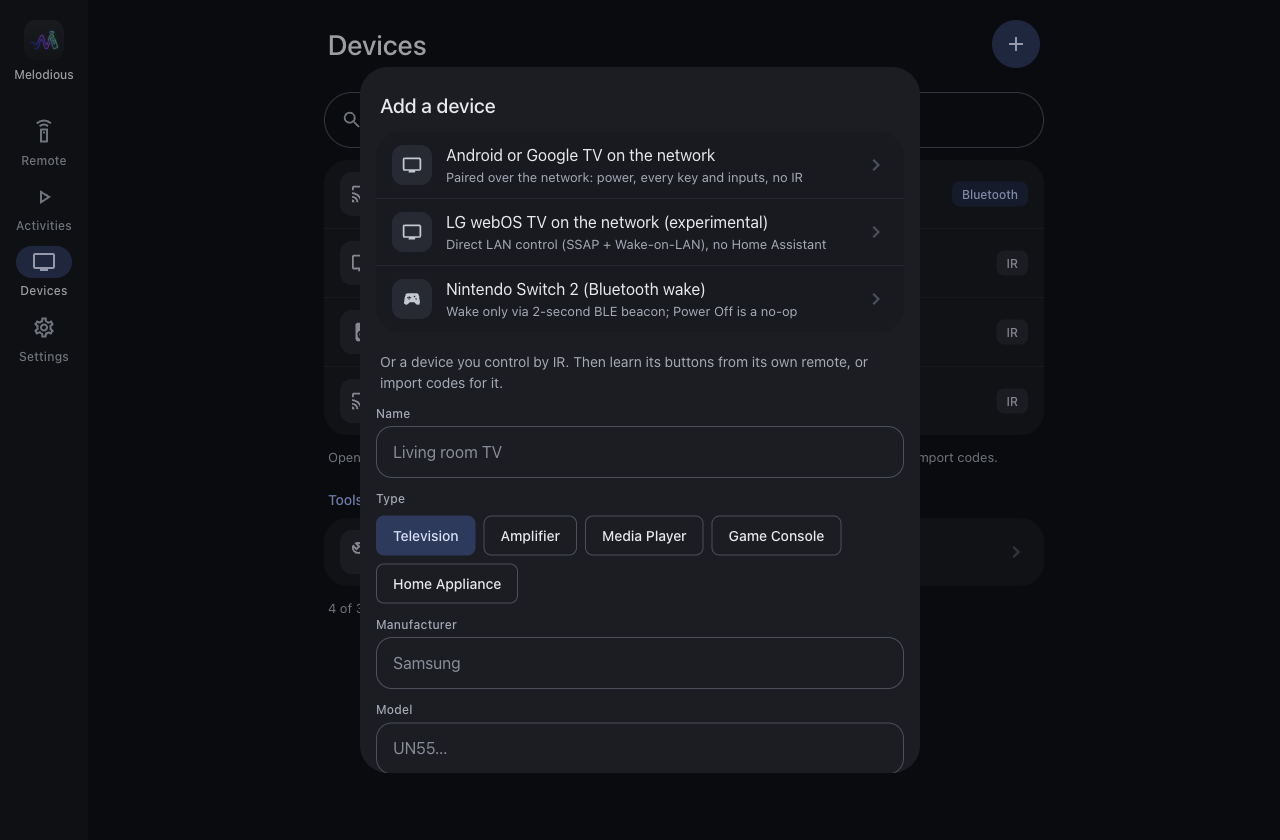 Melodious
Remote
Activities
Devices
Settings
Devices
Bluetooth
IR
IR
IR
Open
mport codes.
Tools
4 of
Add a device
Android or Google TV on the network
Paired over the network: power, every key and inputs, no IR
LG webOS TV on the network (experimental)
Direct LAN control (SSAP + Wake-on-LAN), no Home Assistant
Nintendo Switch 2 (Bluetooth wake)
Wake only via 2-second BLE beacon; Power Off is a no-op
Or a device you control by IR. Then learn its buttons from its own remote, or
import codes for it.
Name
Living room TV
Type
Television
Amplifier
Media Player
Game Console
Home Appliance
Manufacturer
Samsung
Model
UN55...